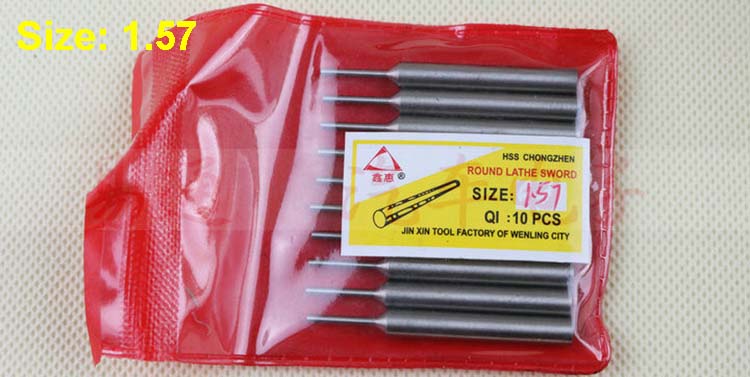 Size: 1.57
HSS CHONGZHEN
ROUND LATHE SWORD
鑫惠®
SIZE: 1.57
QI :10 PCS
JIN XIN TOOL FACTORY OF WENLING CITY